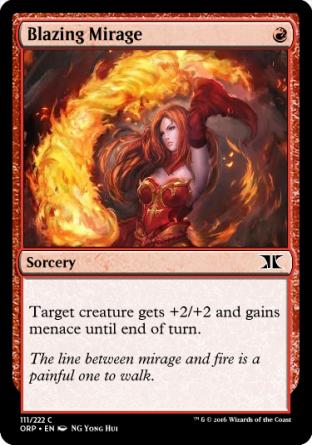 Blazing Mirage
Sorcery
Target creature gets +2/+2 and gains
menace until end of turn.
The line between mirage and fire is a
painful one to walk.
111/222 C
ORP • EN NG Yong Hui
™ & © 2016 Wizards of the Coast